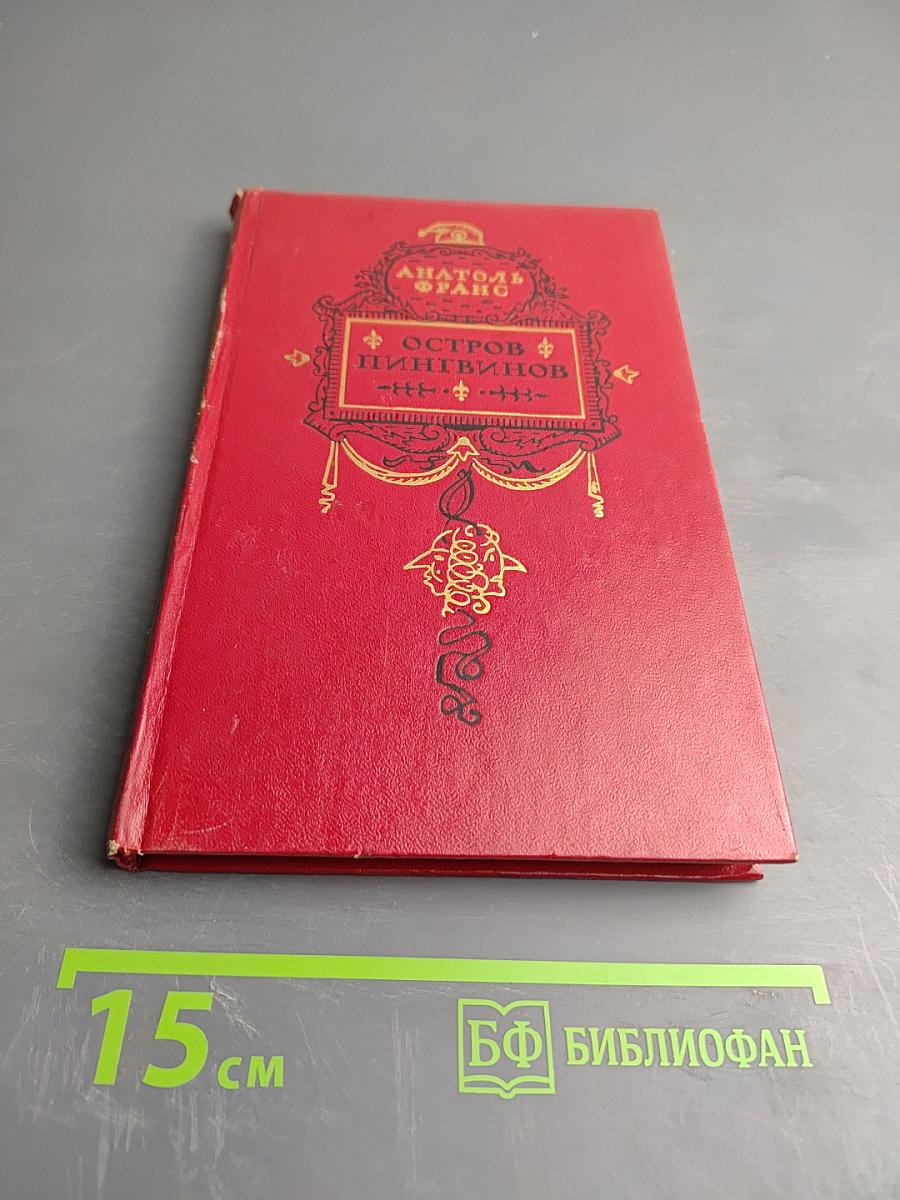 АНАТОЛЬ
ФРАНС
ОСТРОВ
ПИНГВИНОВ
15 см
БФ БИБЛИОФАН